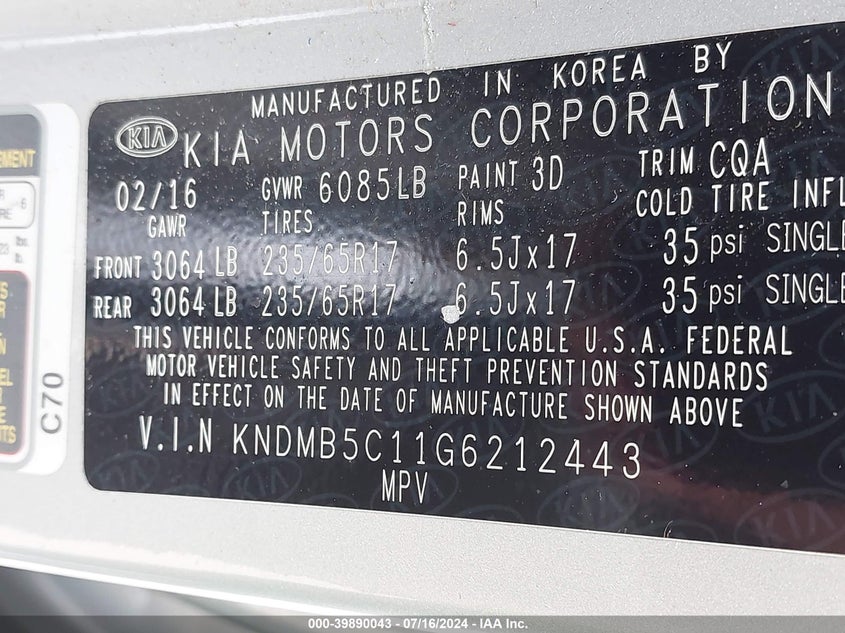 MANUFACTURED IN KOREA BY
KIA KIA MOTORS CORPORATION
02/16 GVWR 6085LB PAINT 3D TRIM CQA
GAWR TIRES RIMS COLD TIRE INFL
FRONT 3064 LB 235/65R17 6.5Jx17 35 psi SINGLE
REAR 3064 LB 235/65R17 6.5Jx17 35 psi SINGLE
THIS VEHICLE CONFORMS TO ALL APPLICABLE U.S.A. FEDERAL
MOTOR VEHICLE SAFETY AND THEFT PREVENTION STANDARDS
IN EFFECT ON THE DATE OF MANUFACTURE SHOWN ABOVE
V.I.N KNDMB5C11G6212443
MPV
C70
000-39890043 - 07/16/2024 - IAA Inc.